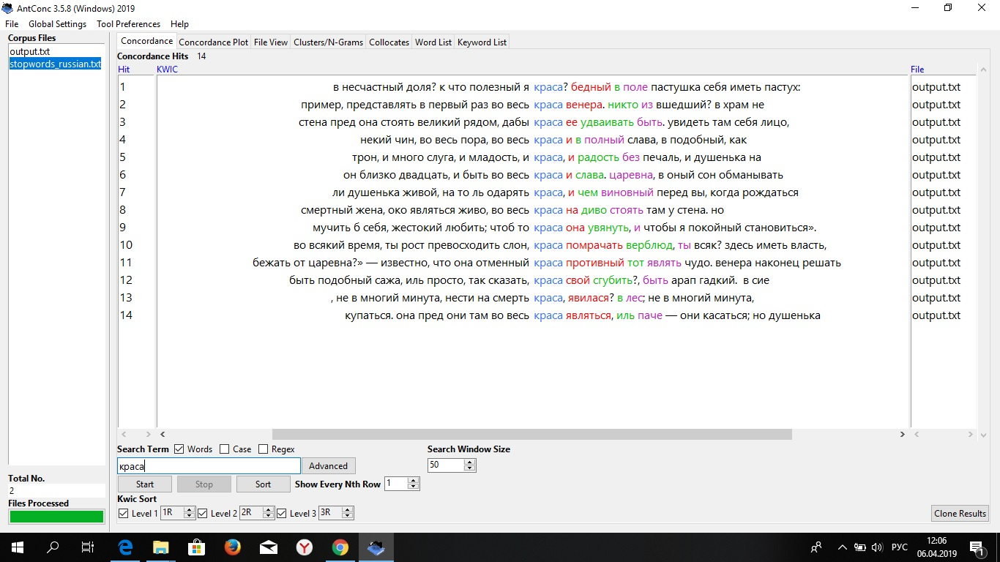 AntConc 3.5.8 (Windows) 2019
File Global Settings Tool Preferences Help
Corpus Files
output.txt
stopwords_russian.txt
Total No.
2
Files Processed
Concordance Concordance Plot File View Clusters/N-Grams Collocates Word List Keyword List
Concordance Hits 14
Hit KWIC File
1 в несчастный доля? к что полезный я краса? бедный в поле пастушка себя иметь пастух: output.txt
2 пример, представлять в первый раз во весь краса венера. никто из вшедший? в храм не output.txt
3 стена пред она стоять великий рядом, дабы краса ее удваивать быть. увидеть там себя лицо, output.txt
4 некий чин, во весь пора, во весь краса и в полный слава, в подобный, как output.txt
5 трон, и много слуга, и младость, и краса, и радость без печаль, и душенька на output.txt
6 он близко двадцать, и быть во весь краса и слава. царевна, в оный сон обманывать output.txt
7 ли душенька живой, на то ль одарять краса, и чем виновный перед вы, когда рождаться output.txt
8 смертный жена, око являться живо, во весь краса на диво стоять там у стена. но output.txt
9 мучить б себя, жестокий любить; чтоб то краса она увянуть, и чтобы я покойный становиться». output.txt
10 во всякий время, ты рост превосходить слон, краса помрачать верблюд, ты всяк? здесь иметь власть, output.txt
11 бежать от царевна?» — известно, что она отменный краса противный тот являть чудо. венера наконец решать output.txt
12 быть подобный сажа, иль просто, так сказать, краса свой сгубить?, быть арап гадкий. в сие output.txt
13 , не в многий минута, нести на смерть краса, явилася? в лес; не в многий минута, output.txt
14 купаться. она пред они там во весь краса являться, иль паче — они касаться; но душенька output.txt
Search Term Words Case Regex Search Window Size
краса Advanced 50
Start Stop Sort Show Every Nth Row 1
Kwic Sort
Level 1 1R Level 2 2R Level 3 3R Clone Results
РУС 12:06
06.04.2019 1